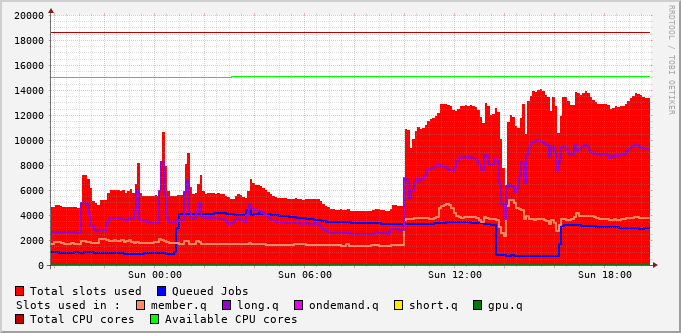 20000
18000
16000
14000
12000
10000
8000
6000
4000
2000
0
Sun 00:00 Sun 06:00 Sun 12:00 Sun 18:00
Total slots used Queued Jobs
Slots used in : member.q long.q ondemand.q short.q gpu.q
Total CPU cores Available CPU cores
RRDTOOL / TOBI OETIKER